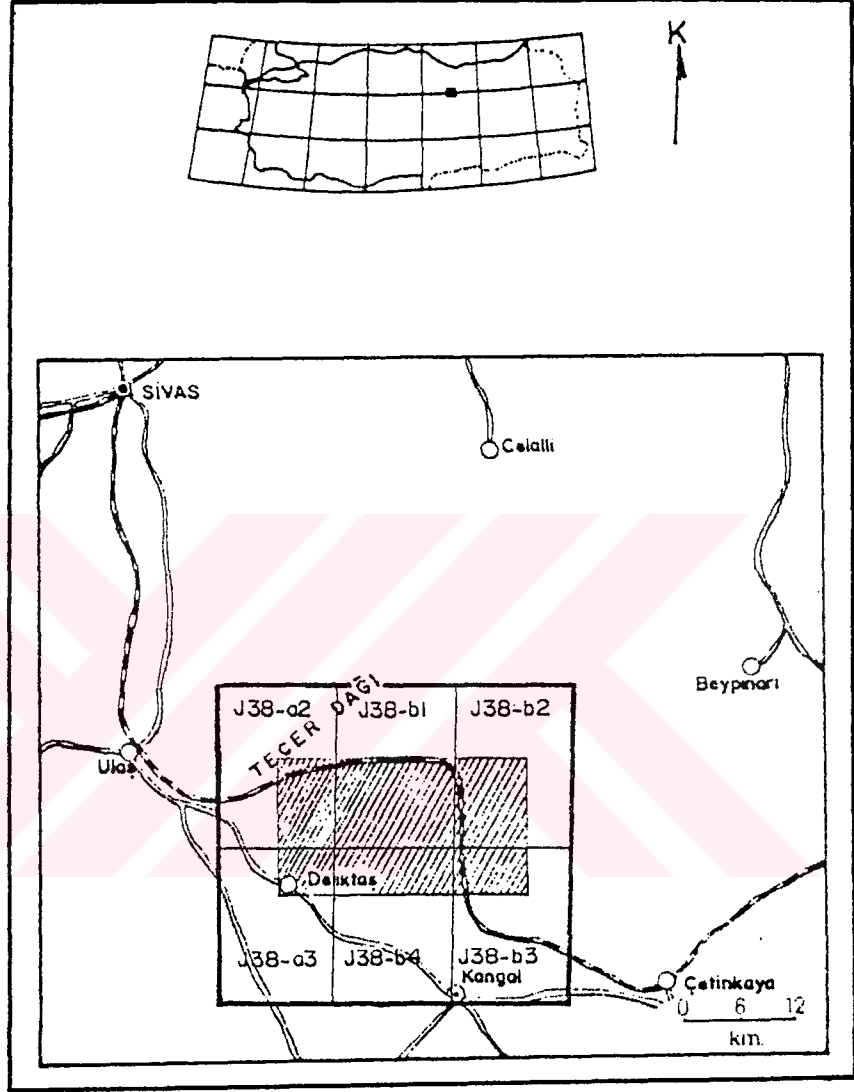 K
SİVAS
Celalli
Beypınarı
J38-a2
J38-b1
J38-b2
TECER DAĞI
Ulaş
Deliktaş
J38-a3
J38-b4
J38-b3
Kangal
Çetinkaya
0 6 12
km.